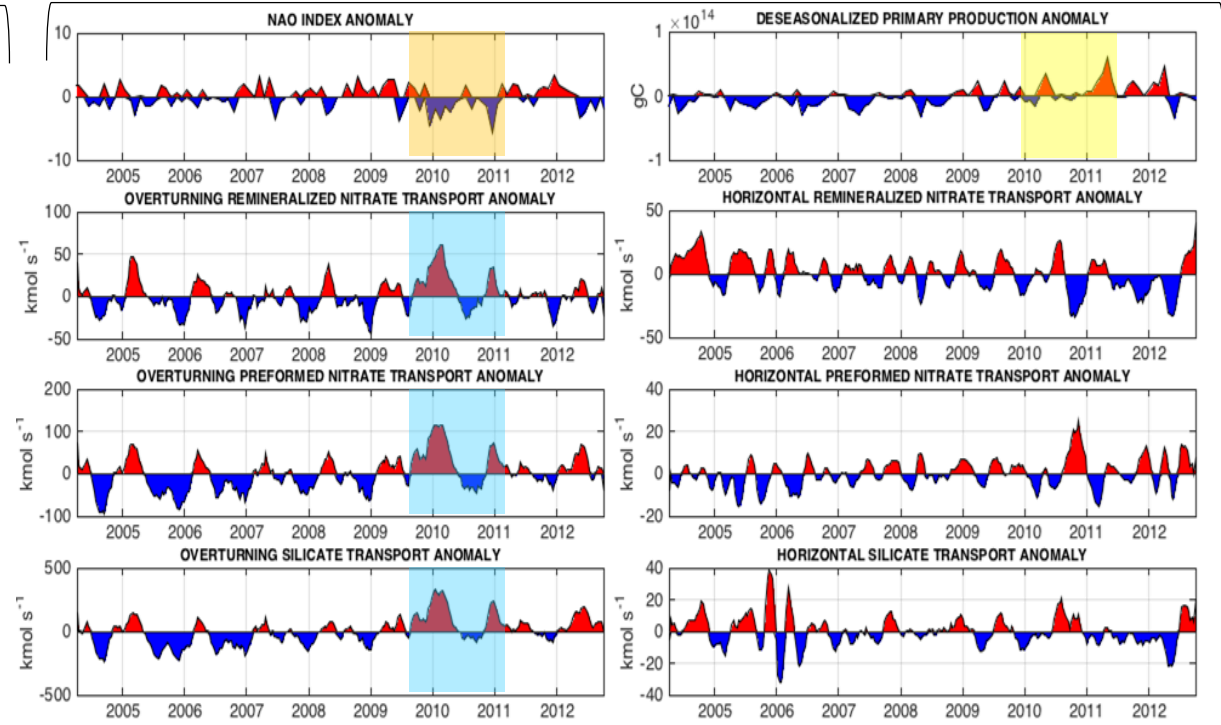 NAO INDEX ANOMALY
10
0
-10
2005 2006 2007 2008 2009 2010 2011 2012
DESEASONALIZED PRIMARY PRODUCTION ANOMALY
×10^14
gC
1
0
-1
2005 2006 2007 2008 2009 2010 2011 2012
OVERTURNING REMINERALIZED NITRATE TRANSPORT ANOMALY
kmol s^-1
100
50
0
-50
2005 2006 2007 2008 2009 2010 2011 2012
HORIZONTAL REMINERALIZED NITRATE TRANSPORT ANOMALY
kmol s^-1
50
0
-50
2005 2006 2007 2008 2009 2010 2011 2012
OVERTURNING PREFORMED NITRATE TRANSPORT ANOMALY
kmol s^-1
200
100
0
-100
2005 2006 2007 2008 2009 2010 2011 2012
HORIZONTAL PREFORMED NITRATE TRANSPORT ANOMALY
kmol s^-1
40
20
0
-20
2005 2006 2007 2008 2009 2010 2011 2012
OVERTURNING SILICATE TRANSPORT ANOMALY
kmol s^-1
500
0
-500
2005 2006 2007 2008 2009 2010 2011 2012
HORIZONTAL SILICATE TRANSPORT ANOMALY
kmol s^-1
40
20
0
-20
-40
2005 2006 2007 2008 2009 2010 2011 2012